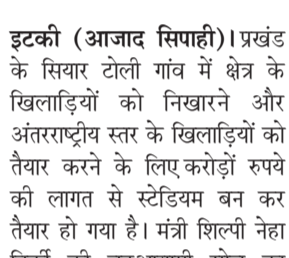 इटकी (आजाद सिपाही)। प्रखंड
के सियार टोली गांव में क्षेत्र के
खिलाड़ियों को निखारने और
अंतरराष्ट्रीय स्तर के खिलाड़ियों को
तैयार करने के लिए करोड़ों रुपये
की लागत से स्टेडियम बन कर
तैयार हो गया है। मंत्री शिल्पी नेहा